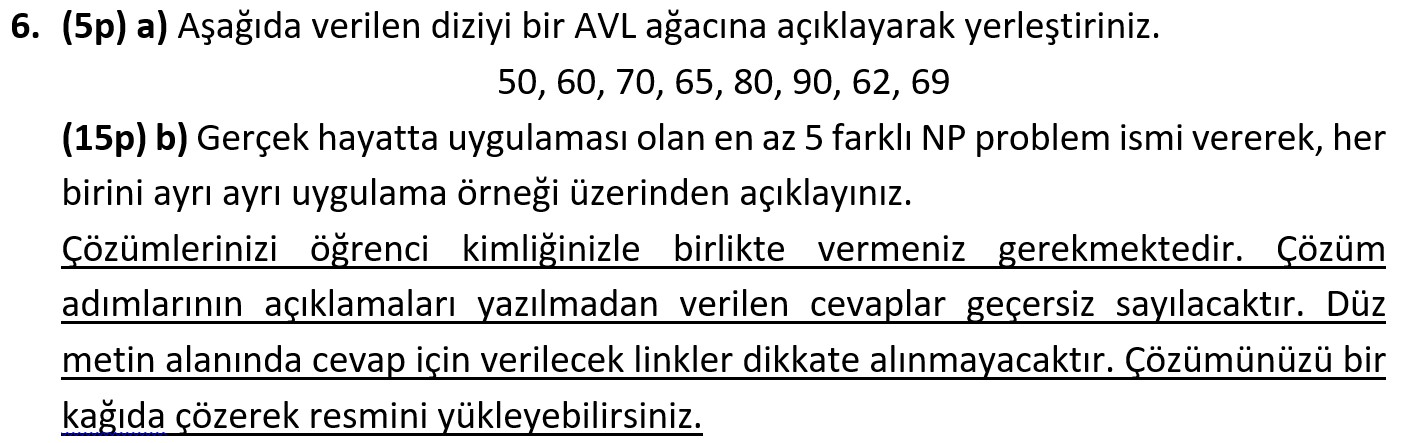 6. (5p) a) Aşağıda verilen diziyi bir AVL ağacına açıklayarak yerleştiriniz.
50, 60, 70, 65, 80, 90, 62, 69
(15p) b) Gerçek hayatta uygulaması olan en az 5 farklı NP problem ismi vererek, her
birini ayrı ayrı uygulama örneği üzerinden açıklayınız.
Çözümlerinizi öğrenci kimliğinizle birlikte vermeniz gerekmektedir. Çözüm
adımlarının açıklamaları yazılmadan verilen cevaplar geçersiz sayılacaktır. Düz
metin alanında cevap için verilecek linkler dikkate alınmayacaktır. Çözümünüzü bir
kağıda çözerek resmini yükleyebilirsiniz.